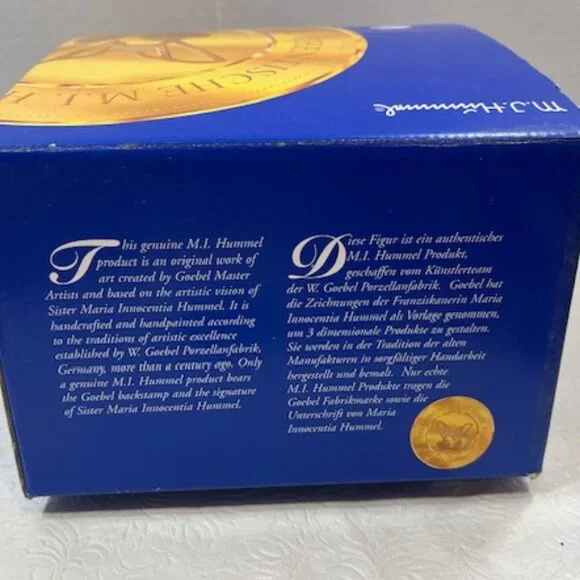 ENTISCHE M.I. H
M.I. Hummel
This genuine M.I. Hummel
product is an original work of
art created by Goebel Master
Artists and based on the artistic vision of
Sister Maria Innocentia Hummel. It is
handcrafted and handpainted according
to the traditions of artistic excellence
established by W. Goebel Porzellanfabrik,
Germany, more than a century ago. Only
a genuine M.I. Hummel product bears
the Goebel backstamp and the signature
of Sister Maria Innocentia Hummel.
Diese Figur ist ein authentisches
M.I. Hummel Produkt,
geschaffen vom Künstlerteam
der W. Goebel Porzellanfabrik. Goebel hat
die Zeichnungen der Franziskanerin Maria
Innocentia Hummel als Vorlage genommen,
um 3 dimensionale Produkte zu gestalten.
Sie werden in der Tradition der alten
Manufakturen in sorgfältiger Handarbeit
hergestellt und bemalt. Nur echte
M.I. Hummel Produkte tragen die
Goebel Fabrikmarke sowie die
Unterschrift von Maria
Innocentia Hummel.